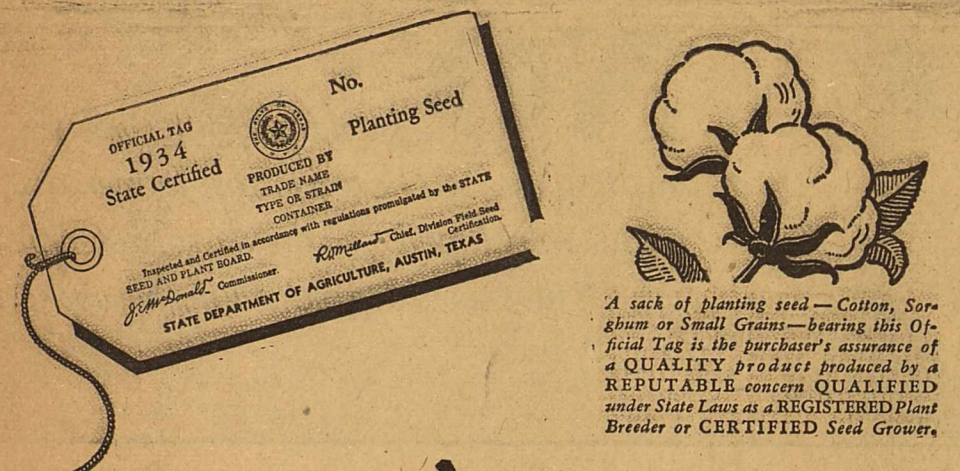 No.
OFFICIAL TAG
1934
State Certified
Planting Seed
PRODUCED BY
TRADE NAME
TYPE OR STRAIN
CONTAINER
Inspected and Certified in accordance with regulations promulgated by the STATE
SEED AND PLANT BOARD.
J.E. McDonald Commissioner.
R.V. Millard Chief, Division Field Seed
Certification.
STATE DEPARTMENT OF AGRICULTURE, AUSTIN, TEXAS
A sack of planting seed — Cotton, Sor-
ghum or Small Grains — bearing this Of-
ficial Tag is the purchaser's assurance of
a QUALITY product produced by a
REPUTABLE concern QUALIFIED
under State Laws as a REGISTERED Plant
Breeder or CERTIFIED Seed Grower.